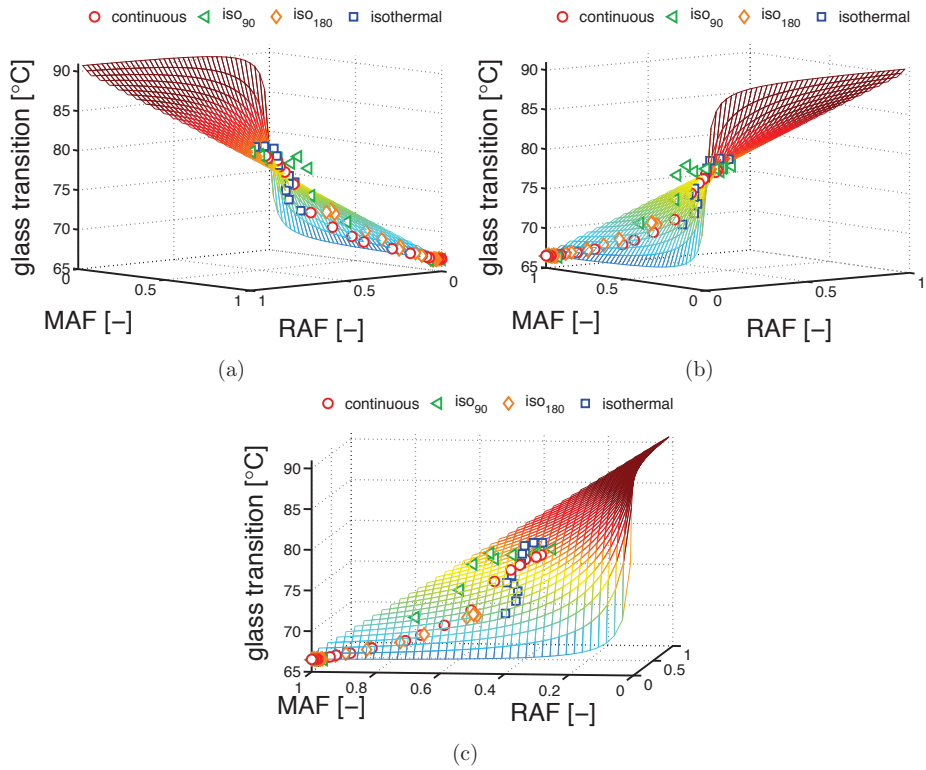 continuous iso90 iso180 isothermal
glass transition [°C]
90
85
80
75
70
65
0
0.5
1
1
0.5
0
MAF [–]
RAF [–]
(a)
continuous iso90 iso180 isothermal
glass transition [°C]
90
85
80
75
70
65
1
0.5
0
0
0.5
1
MAF [–]
RAF [–]
(b)
continuous iso90 iso180 isothermal
glass transition [°C]
90
85
80
75
70
65
1
0.8
0.6
0.4
0.2
0
0
0.5
1
MAF [–]
RAF [–]
(c)